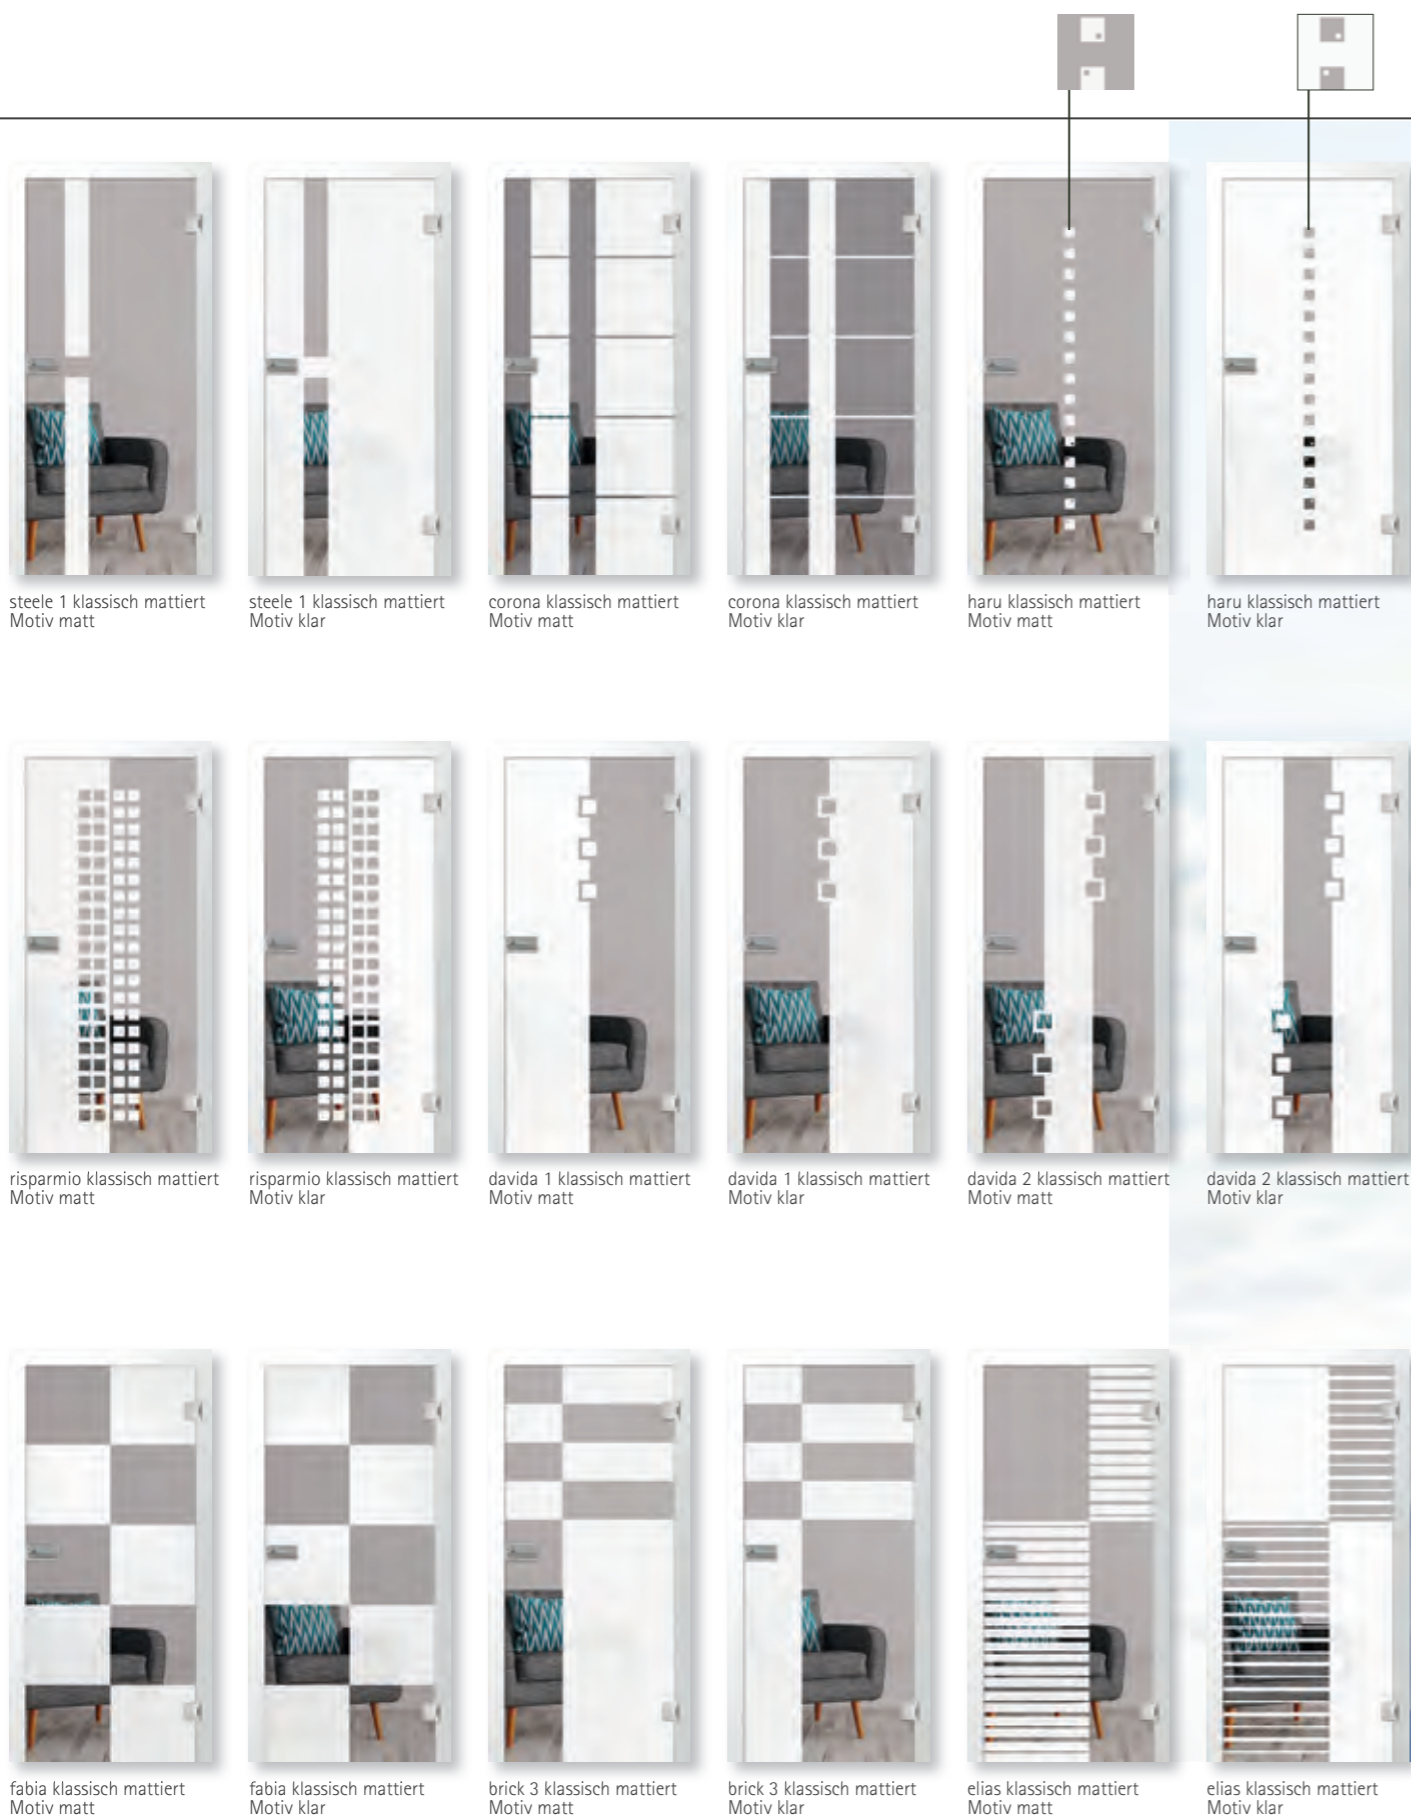 steele 1 klassisch mattiert
Motiv matt
steele 1 klassisch mattiert
Motiv klar
corona klassisch mattiert
Motiv matt
corona klassisch mattiert
Motiv klar
haru klassisch mattiert
Motiv matt
haru klassisch mattiert
Motiv klar
risparmio klassisch mattiert
Motiv matt
risparmio klassisch mattiert
Motiv klar
davida 1 klassisch mattiert
Motiv matt
davida 1 klassisch mattiert
Motiv klar
davida 2 klassisch mattiert
Motiv matt
davida 2 klassisch mattiert
Motiv klar
fabia klassisch mattiert
Motiv matt
fabia klassisch mattiert
Motiv klar
brick 3 klassisch mattiert
Motiv matt
brick 3 klassisch mattiert
Motiv klar
elias klassisch mattiert
Motiv matt
elias klassisch mattiert
Motiv klar